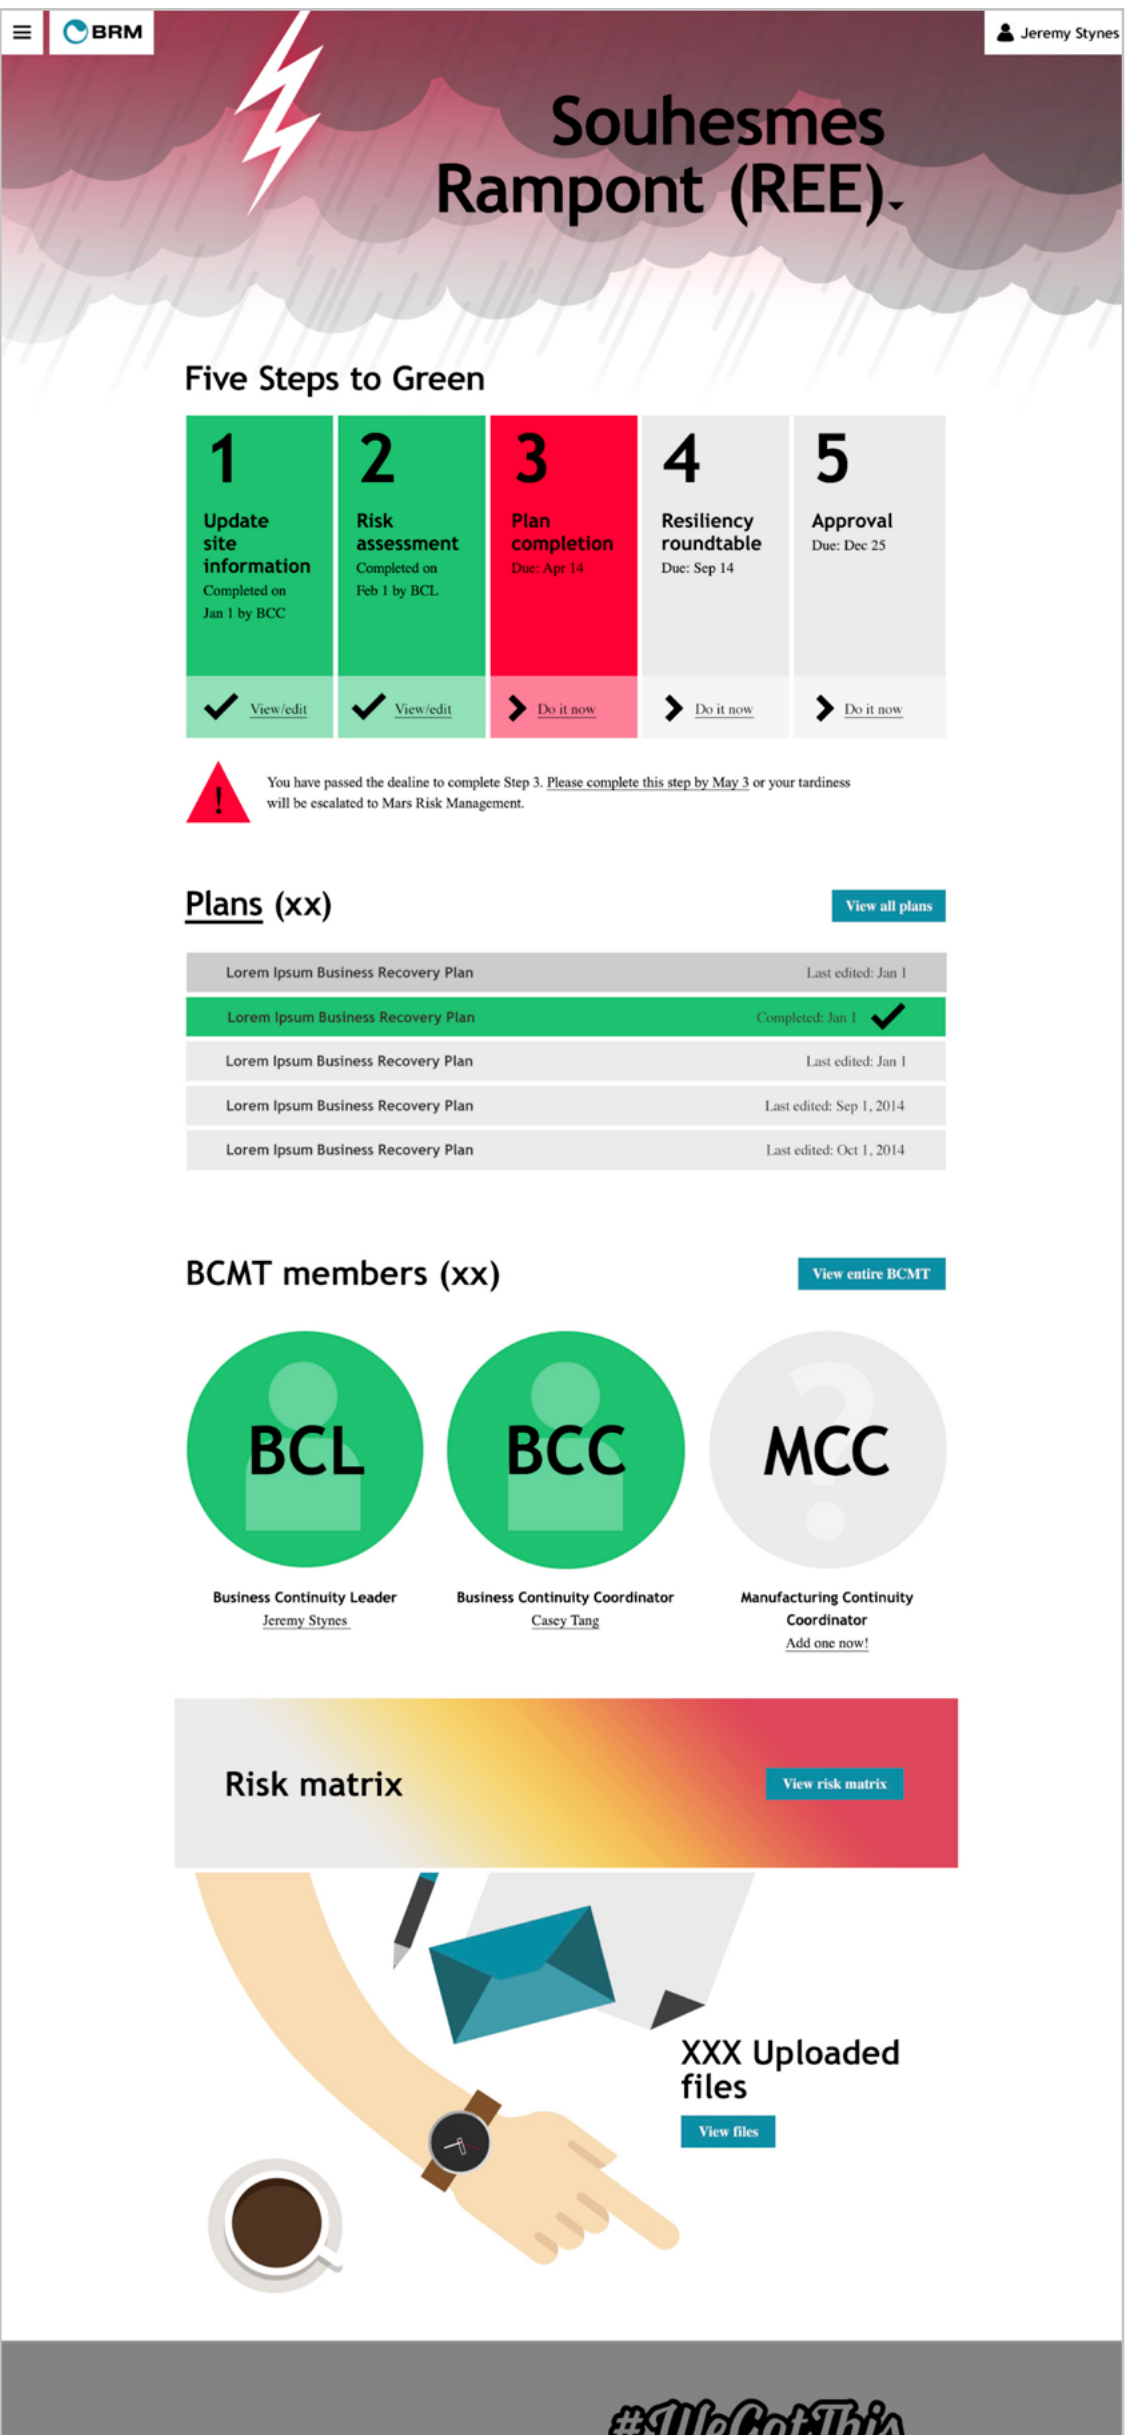 BRM
Jeremy Stynes
Souhesmes
Rampont (REE)
Five Steps to Green
1
Update
site
information
Completed on
Jan 1 by BCC
View/edit
2
Risk
assessment
Completed on
Feb 1 by BCL
View/edit
3
Plan
completion
Due: Apr 14
Do it now
4
Resiliency
roundtable
Due: Sep 14
Do it now
5
Approval
Due: Dec 25
Do it now
!
You have passed the dealine to complete Step 3. Please complete this step by May 3 or your tardiness
will be escalated to Mars Risk Management.
Plans (xx)
View all plans
Lorem Ipsum Business Recovery Plan Last edited: Jan 1
Lorem Ipsum Business Recovery Plan Completed: Jan 1
Lorem Ipsum Business Recovery Plan Last edited: Jan 1
Lorem Ipsum Business Recovery Plan Last edited: Sep 1, 2014
Lorem Ipsum Business Recovery Plan Last edited: Oct 1, 2014
BCMT members (xx)
View entire BCMT
BCL
Business Continuity Leader
Jeremy Stynes
BCC
Business Continuity Coordinator
Casey Tang
?
MCC
Manufacturing Continuity
Coordinator
Add one now!
Risk matrix
View risk matrix
XXX Uploaded
files
View files
#WeGotThis